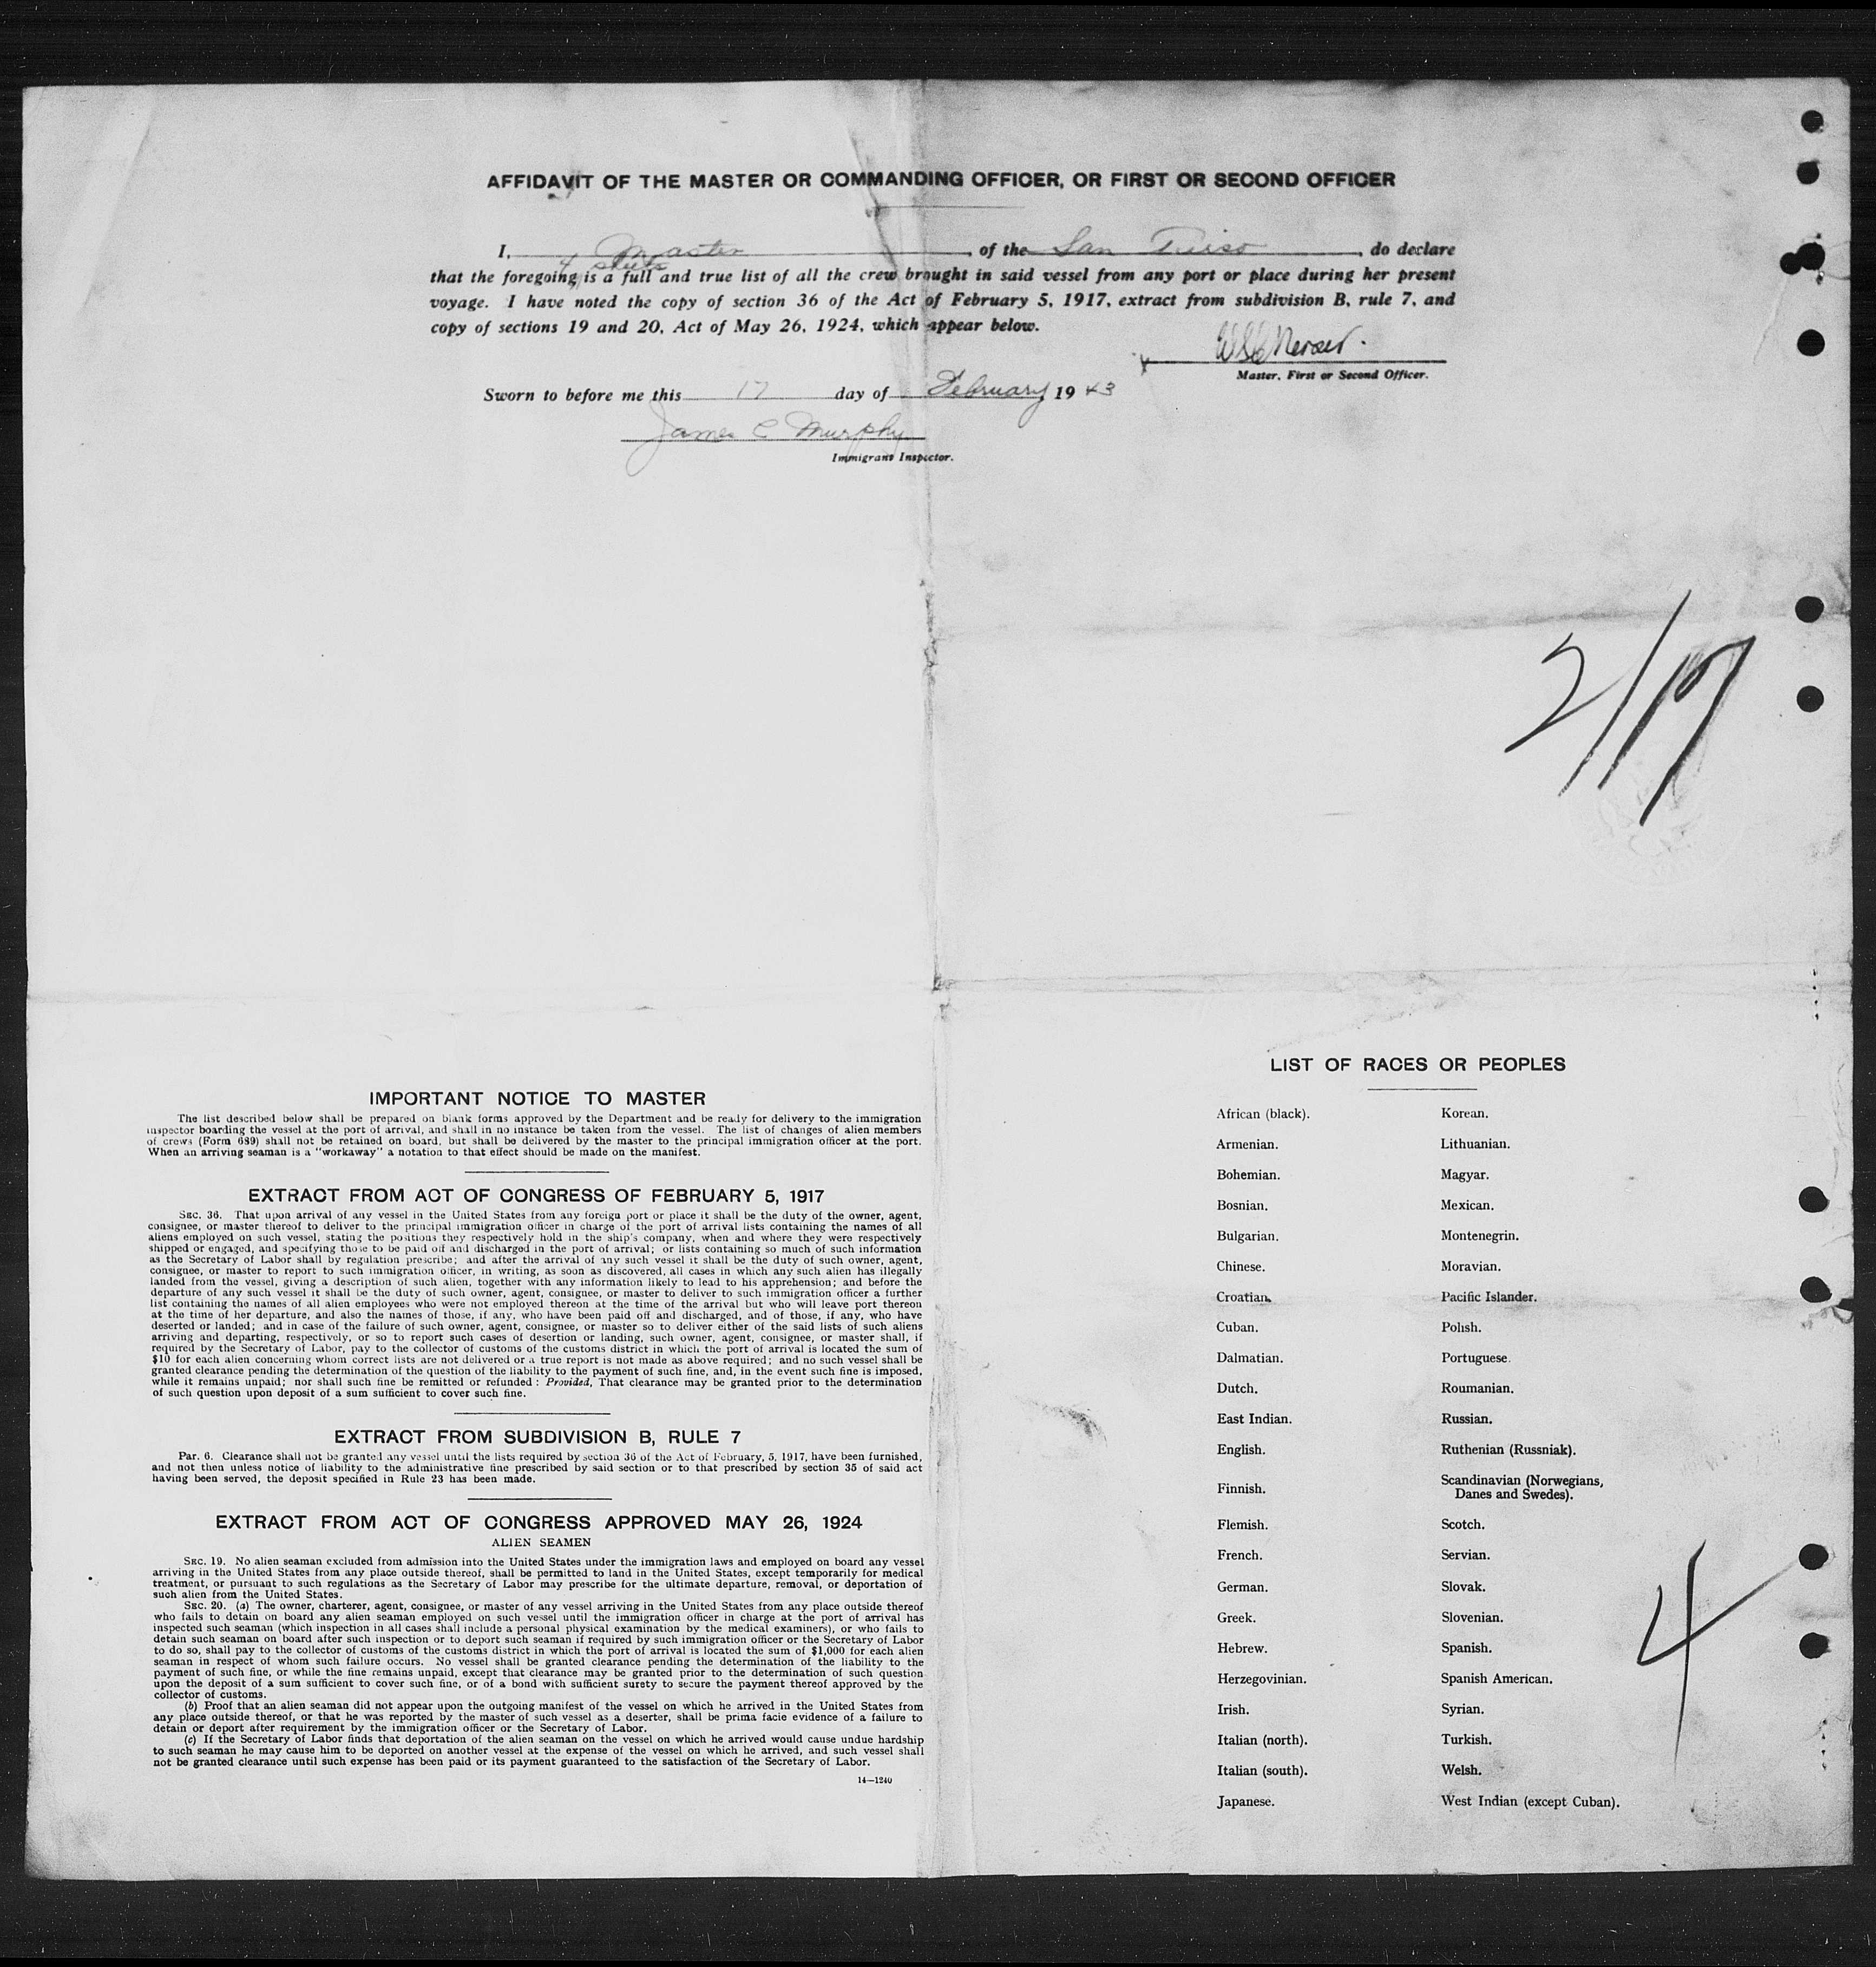 AFFIDAVIT OF THE MASTER OR COMMANDING OFFICER, OR FIRST OR SECOND OFFICER
I, Master, of the San, do declare
4 sheets
that the foregoing is a full and true list of all the crew brought in said vessel from any port or place during her present
voyage. I have noted the copy of section 36 of the Act of February 5, 1917, extract from subdivision B, rule 7, and
copy of sections 19 and 20, Act of May 26, 1924, which appear below.
x
Master, First or Second Officer.
Sworn to before me this 17 day of February, 1943
James C Murphy
Immigrant Inspector.
2/17
IMPORTANT NOTICE TO MASTER
The list described below shall be prepared on blank forms approved by the Department and be ready for delivery to the immigration
inspector boarding the vessel at the port of arrival, and shall in no instance be taken from the vessel. The list of changes of alien members
of crews (Form 689) shall not be retained on board, but shall be delivered by the master to the principal immigration officer at the port.
When an arriving seaman is a "workaway" a notation to that effect should be made on the manifest.
EXTRACT FROM ACT OF CONGRESS OF FEBRUARY 5, 1917
SEC. 36. That upon arrival of any vessel in the United States from any foreign port or place it shall be the duty of the owner, agent,
consignee, or master thereof to deliver to the principal immigration officer in charge of the port of arrival lists containing the names of all
aliens employed on such vessel, stating the positions they respectively hold in the ship's company, when and where they were respectively
shipped or engaged, and specifying those to be paid off and discharged in the port of arrival; or lists containing so much of such information
as the Secretary of Labor shall by regulation prescribe; and after the arrival of any such vessel it shall be the duty of such owner, agent,
consignee, or master to report to such immigration officer, in writing, as soon as discovered, all cases in which any such alien has illegally
landed from the vessel, giving a description of such alien, together with any information likely to lead to his apprehension; and before the
departure of any such vessel it shall be the duty of such owner, agent, consignee, or master to deliver to such immigration officer a further
list containing the names of all alien employees who were not employed thereon at the time of the arrival but who will leave port thereon
at the time of her departure, and also the names of those, if any, who have been paid off and discharged, and of those, if any, who have
deserted or landed; and in case of the failure of such owner, agent, consignee, or master so to deliver either of the said lists of such aliens
arriving and departing, respectively, or so to report such cases of desertion or landing, such owner, agent, consignee, or master shall, if
required by the Secretary of Labor, pay to the collector of customs of the customs district in which the port of arrival is located the sum of
$10 for each alien concerning whom correct lists are not delivered or a true report is not made as above required; and no such vessel shall be
granted clearance pending the determination of the question of the liability to the payment of such fine, and, in the event such fine is imposed,
while it remains unpaid; nor shall such fine be remitted or refunded: Provided, That clearance may be granted prior to the determination
of such question upon deposit of a sum sufficient to cover such fine.
EXTRACT FROM SUBDIVISION B, RULE 7
Par. 6. Clearance shall not be granted any vessel until the lists required by section 36 of the Act of February, 5, 1917, have been furnished,
and not then unless notice of liability to the administrative fine prescribed by said section or to that prescribed by section 35 of said act
having been served, the deposit specified in Rule 23 has been made.
EXTRACT FROM ACT OF CONGRESS APPROVED MAY 26, 1924
ALIEN SEAMEN
SEC. 19. No alien seaman excluded from admission into the United States under the immigration laws and employed on board any vessel
arriving in the United States from any place outside thereof, shall be permitted to land in the United States, except temporarily for medical
treatment, or pursuant to such regulations as the Secretary of Labor may prescribe for the ultimate departure, removal, or deportation of
such alien from the United States.
SEC. 20. (a) The owner, charterer, agent, consignee, or master of any vessel arriving in the United States from any place outside thereof
who fails to detain on board any alien seaman employed on such vessel until the immigration officer in charge at the port of arrival has
inspected such seaman (which inspection in all cases shall include a personal physical examination by the medical examiners), or who fails to
detain such seaman on board after such inspection or to deport such seaman if required by such immigration officer or the Secretary of Labor
to do so, shall pay to the collector of customs of the customs district in which the port of arrival is located the sum of $1,000 for each alien
seaman in respect of whom such failure occurs. No vessel shall be granted clearance pending the determination of the liability to the
payment of such fine, or while the fine remains unpaid, except that clearance may be granted prior to the determination of such question
upon the deposit of a sum sufficient to cover such fine, or of a bond with sufficient surety to secure the payment thereof approved by the
collector of customs.
(b) Proof that an alien seaman did not appear upon the outgoing manifest of the vessel on which he arrived in the United States from
any place outside thereof, or that he was reported by the master of such vessel as a deserter, shall be prima facie evidence of a failure to
detain or deport after requirement by the immigration officer or the Secretary of Labor.
(c) If the Secretary of Labor finds that deportation of the alien seaman on the vessel on which he arrived would cause undue hardship
to such seaman he may cause him to be deported on another vessel at the expense of the vessel on which he arrived, and such vessel shall
not be granted clearance until such expense has been paid or its payment guaranteed to the satisfaction of the Secretary of Labor.
14—1240
LIST OF RACES OR PEOPLES
African (black).
Armenian.
Bohemian.
Bosnian.
Bulgarian.
Chinese.
Croatian.
Cuban.
Dalmatian.
Dutch.
East Indian.
English.
Finnish.
Flemish.
French.
German.
Greek.
Hebrew.
Herzegovinian.
Irish.
Italian (north).
Italian (south).
Japanese.
Korean.
Lithuanian.
Magyar.
Mexican.
Montenegrin.
Moravian.
Pacific Islander.
Polish.
Portuguese.
Roumanian.
Russian.
Ruthenian (Russniak).
Scandinavian (Norwegians,
Danes and Swedes).
Scotch.
Servian.
Slovak.
Slovenian.
Spanish.
Spanish American.
Syrian.
Turkish.
Welsh.
West Indian (except Cuban).
4